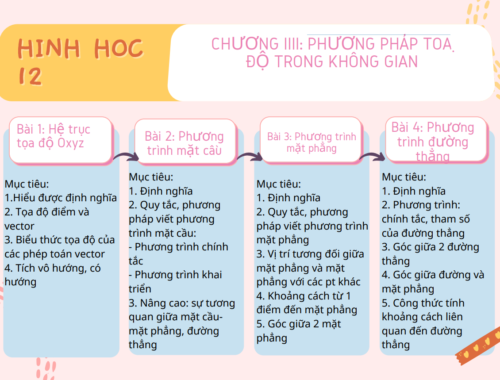 HINH HOC
12
CHƯƠNG IIII: PHƯƠNG PHÁP TOẠ
ĐỘ TRONG KHÔNG GIAN
Bài 1: Hệ trục
tọa độ Oxyz
Mục tiêu:
1.Hiểu được định nghĩa
2. Tọa độ điểm và
vector
3. Biểu thức tọa độ của
các phép toán vector
4. Tích vô hướng, có
hướng
Bài 2: Phương
trình mặt cầu
Mục tiêu:
1. Định nghĩa
2. Quy tắc, phương
pháp viết phương
trình mặt cầu:
- Phương trình chính
tắc
- Phương trình khai
triển
3. Nâng cao: sự tương
quan giữa mặt cầu-
mặt phẳng, đường
thẳng
Bài 3: Phương trình
mặt phẳng
Mục tiêu:
1. Định nghĩa
2. Quy tắc, phương
pháp viết phương trình
mặt phẳng
3. Vị trí tương đối giữa
mặt phẳng và mặt
phẳng với các pt khác
4. Khoảng cách từ 1
điểm đến mặt phẳng
5. Góc giữa 2 mặt
phẳng
Bài 4: Phương
trình đường
thẳng
Mục tiêu:
1. Định nghĩa
2. Phương trình:
chính tắc, tham số
của đường thẳng
3. Góc giữa 2 đường
thẳng
4. Góc giữa đường và
mặt phẳng
5. Công thức tính
khoảng cách liên
quan đến đường
thẳng